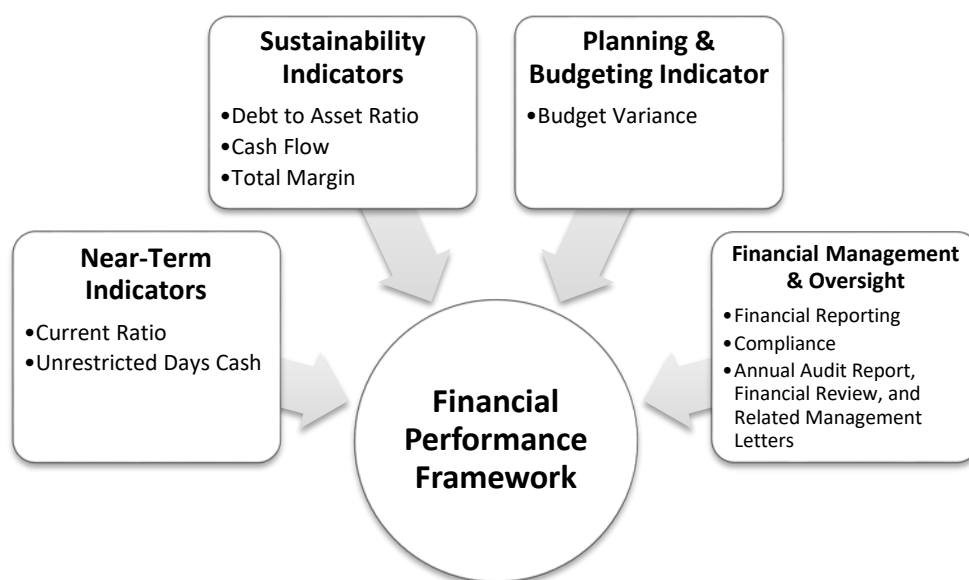 Sustainability
Indicators
•Debt to Asset Ratio
•Cash Flow
•Total Margin
Planning &
Budgeting Indicator
•Budget Variance
Near-Term
Indicators
•Current Ratio
•Unrestricted Days Cash
Financial Management
& Oversight
•Financial Reporting
•Compliance
•Annual Audit Report,
Financial Review, and
Related Management
Letters
Financial
Performance
Framework